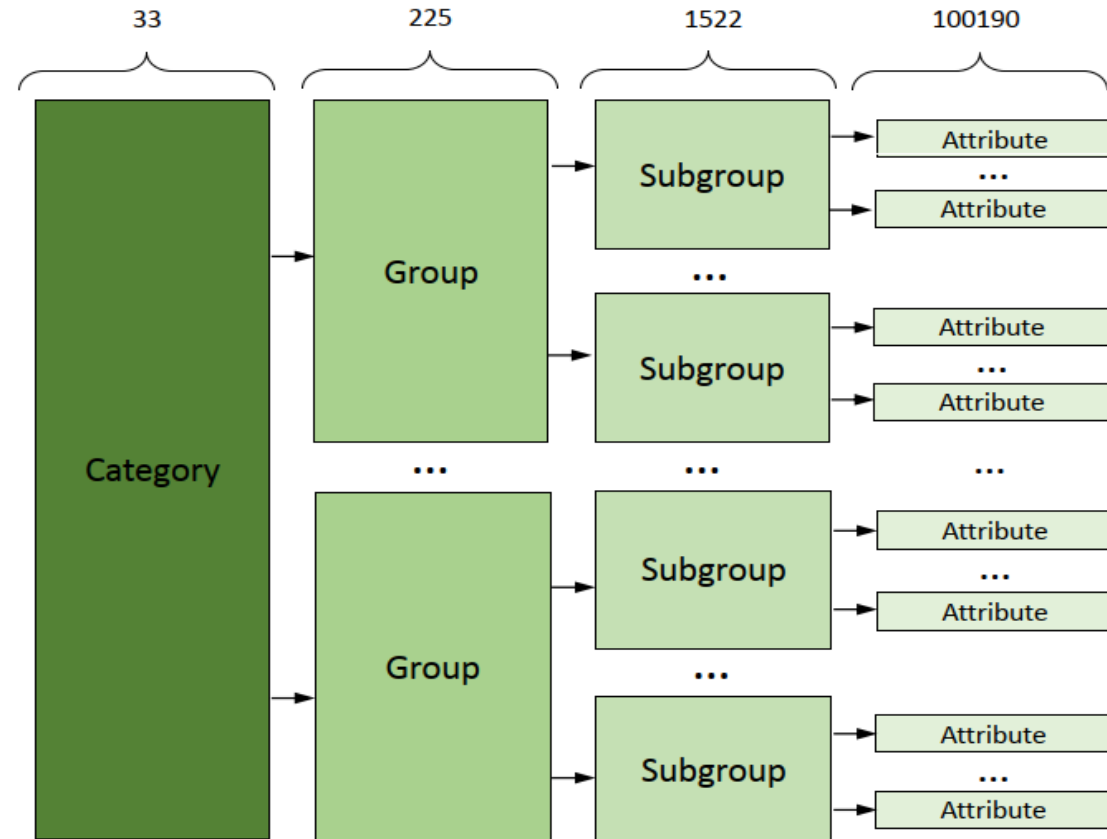 33 225 1522 100190
Attribute
...
Subgroup
Attribute
Group
...
Attribute
Subgroup
...
Attribute
Category
... ... ...
Attribute
Subgroup
...
Attribute
Group
...
Attribute
Subgroup
...
Attribute